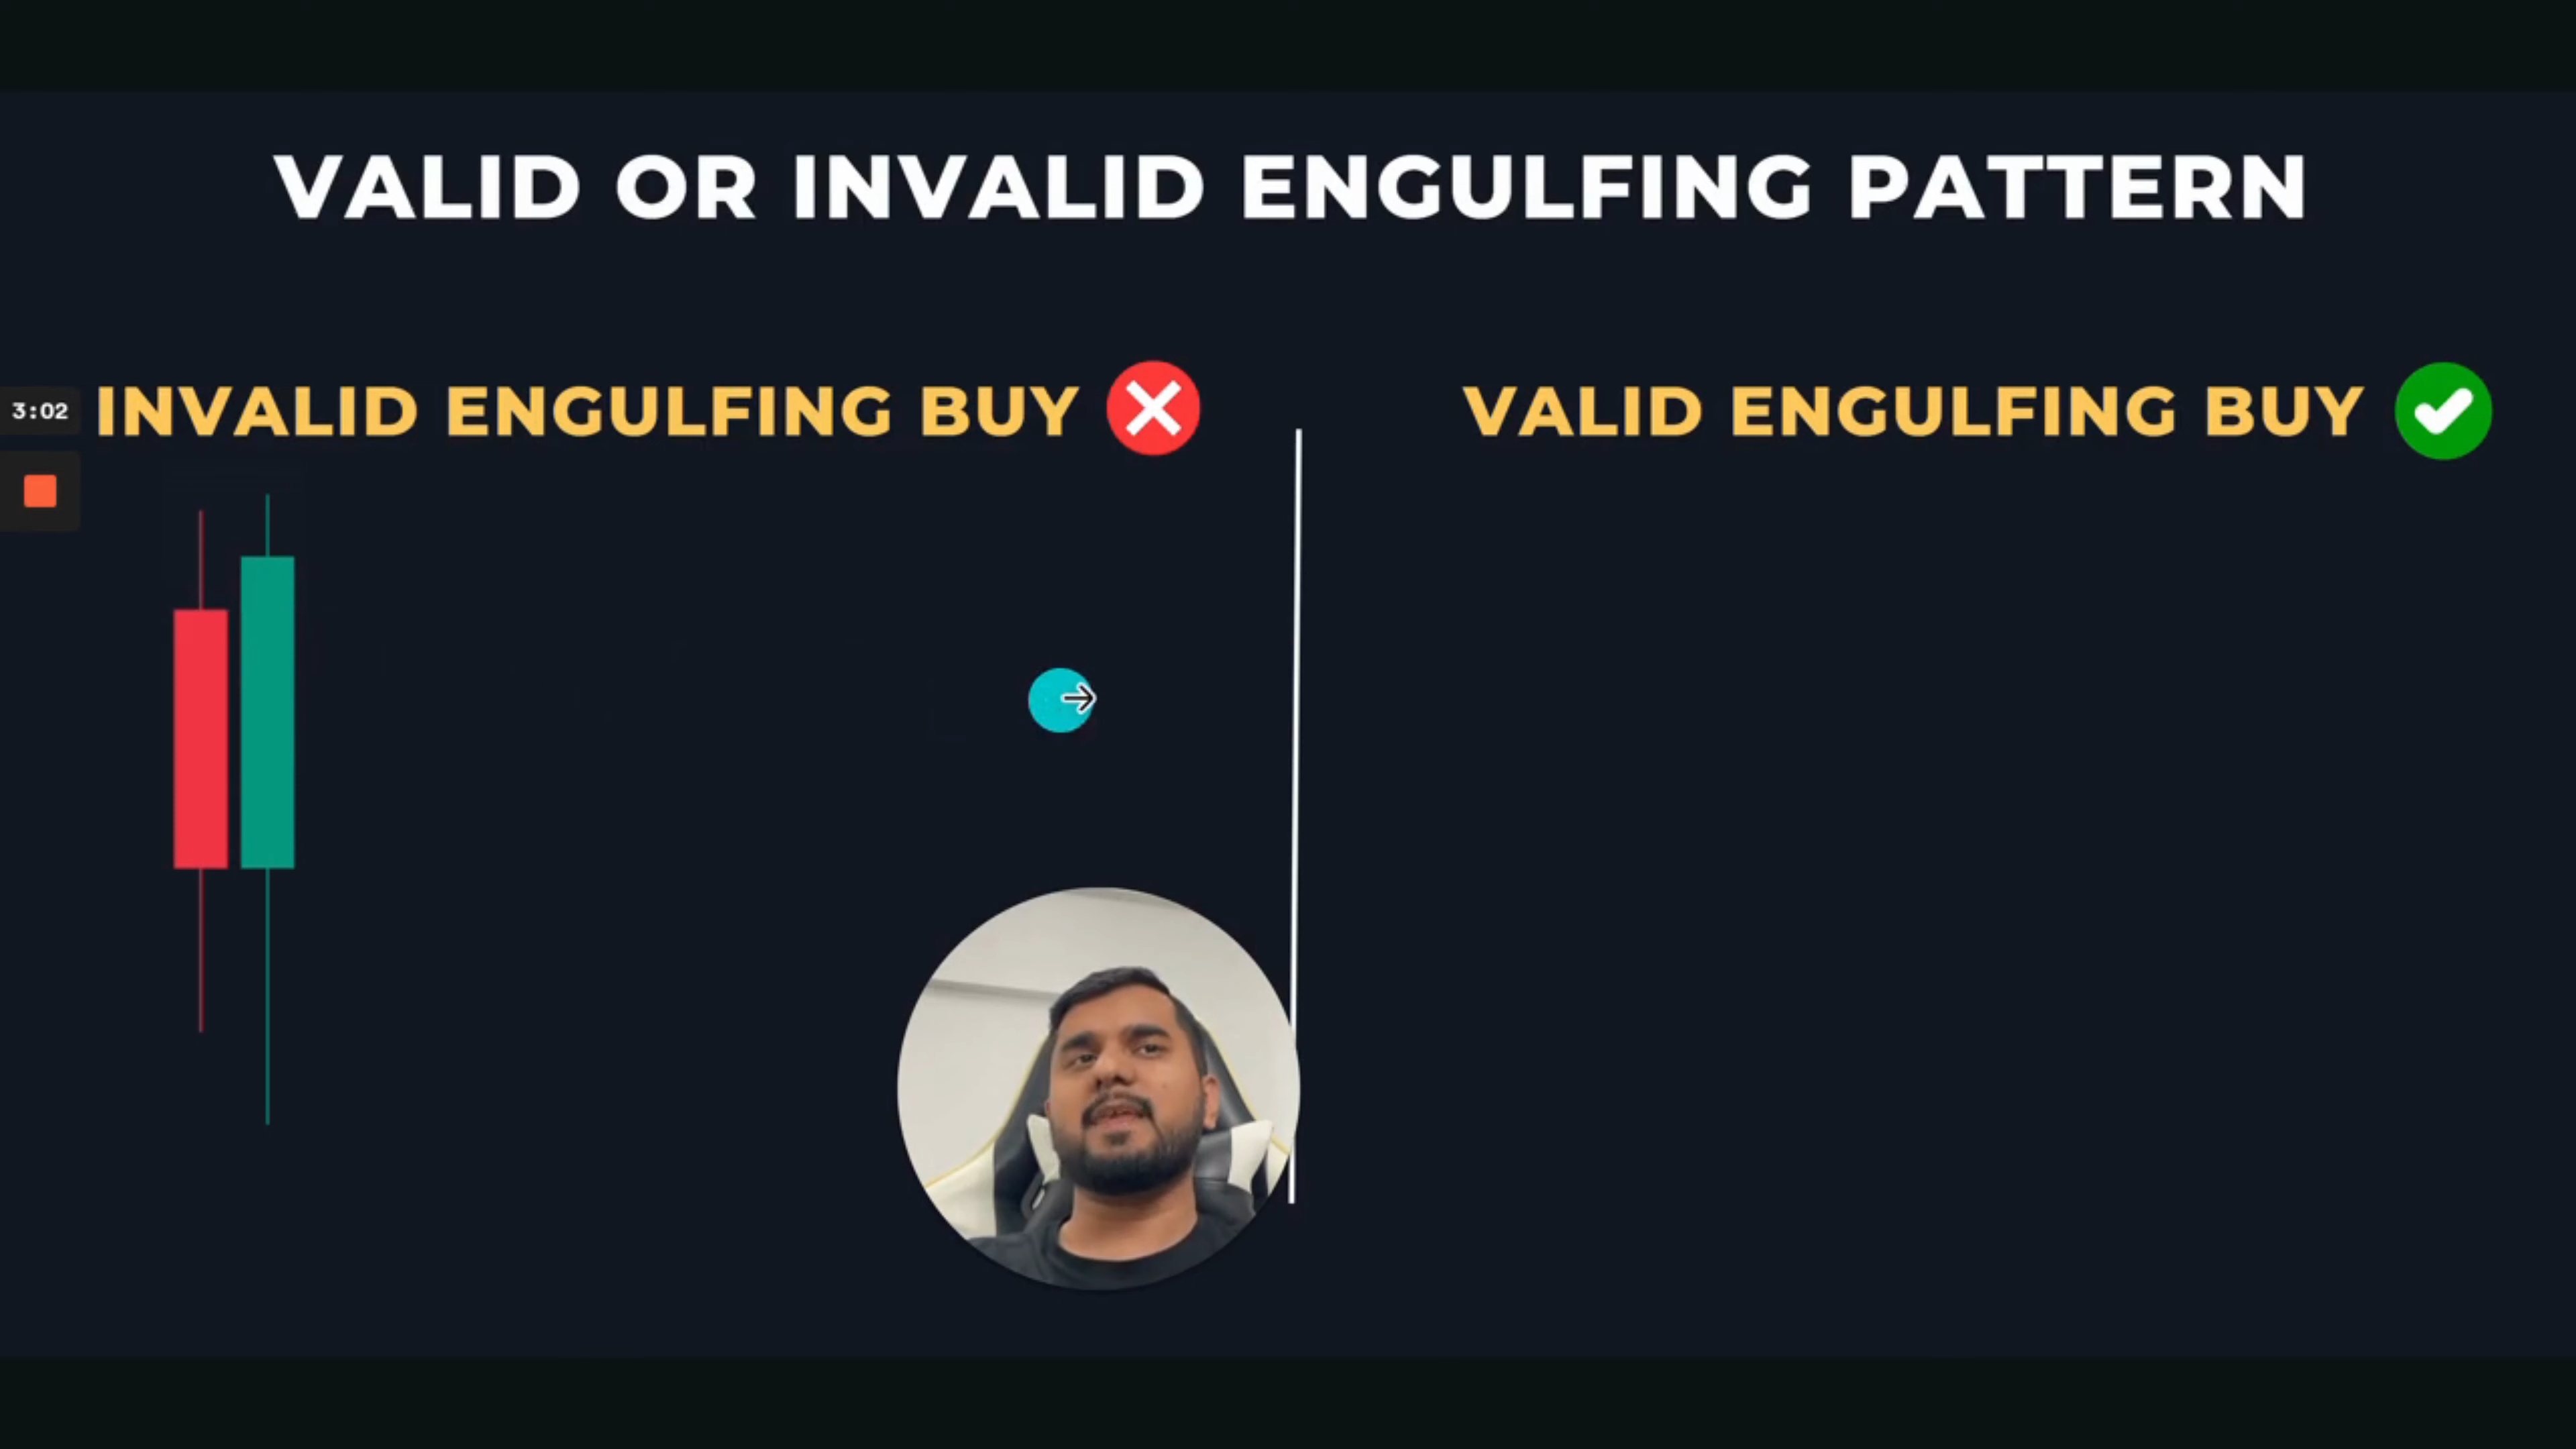 VALID OR INVALID ENGULFING PATTERN
INVALID ENGULFING BUY
VALID ENGULFING BUY
3:02